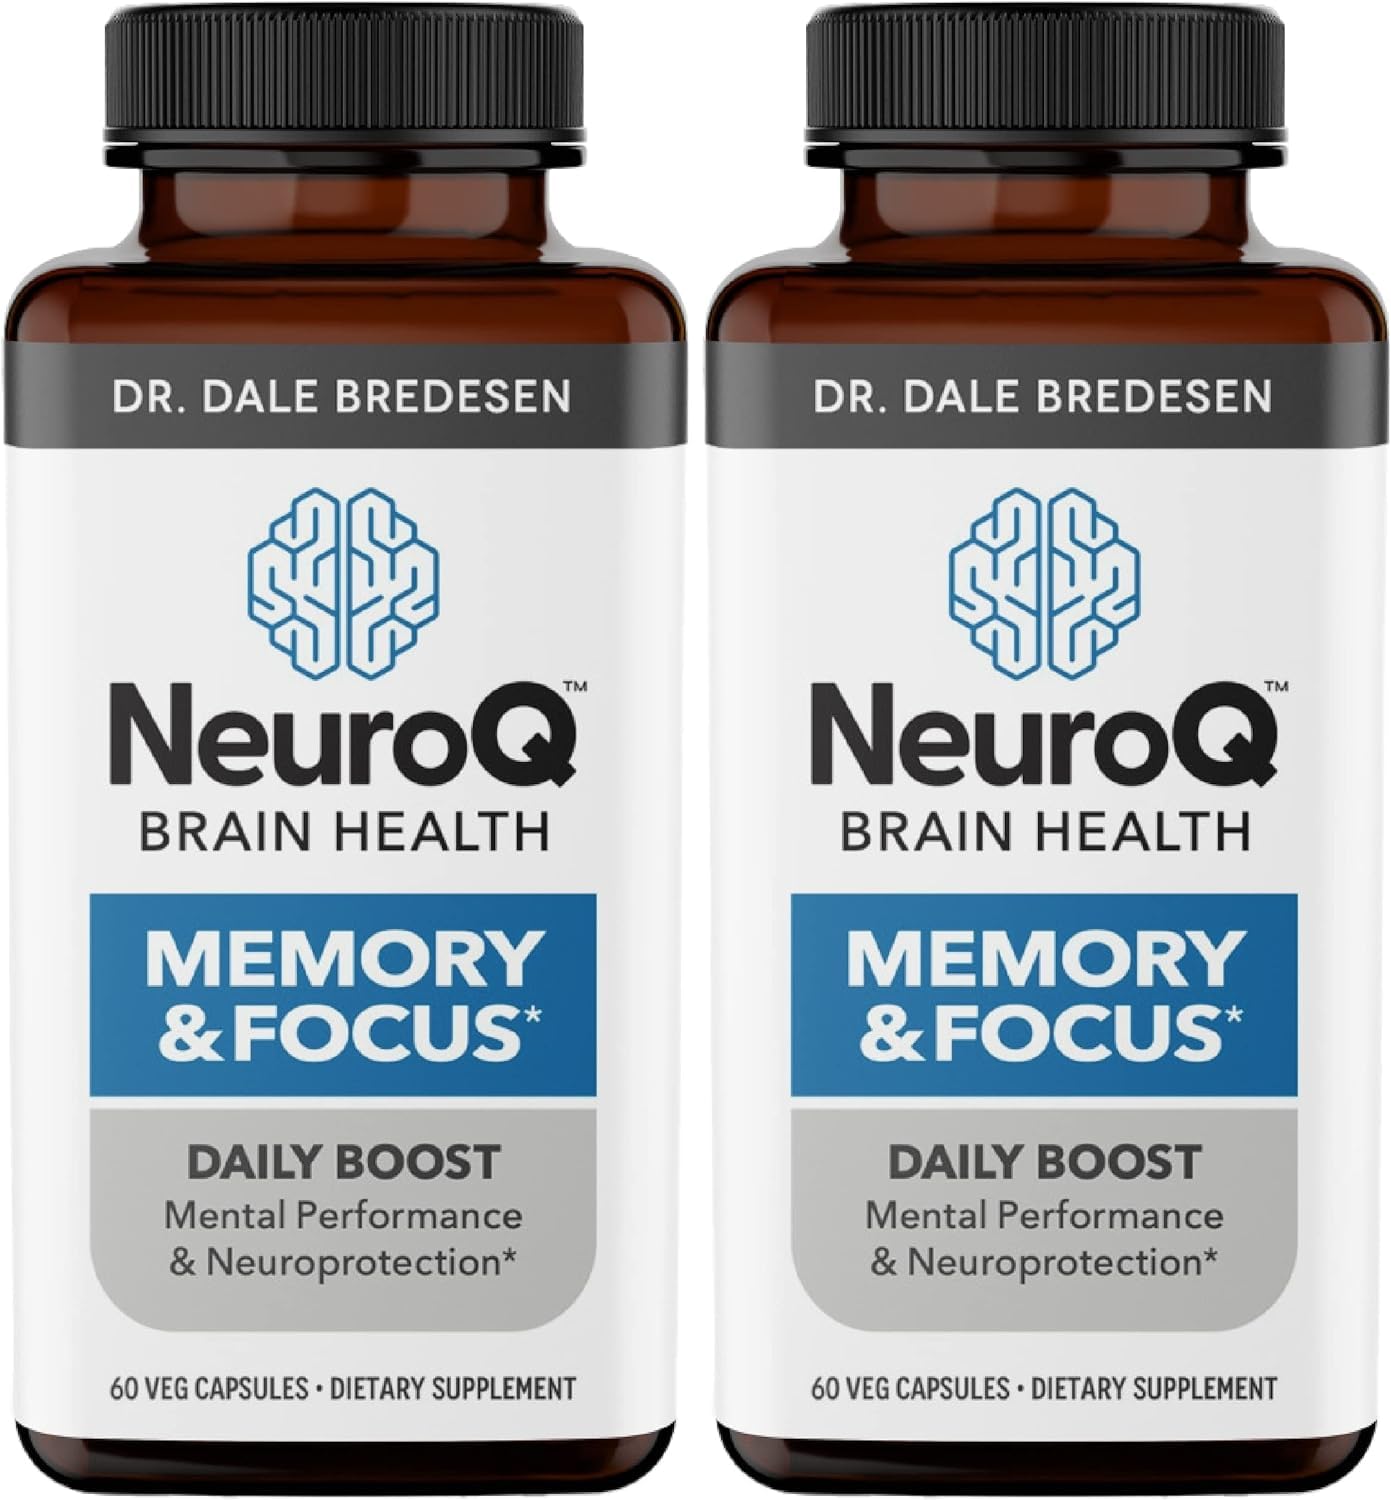 DR. DALE BREDESEN
NeuroQ™
BRAIN HEALTH
MEMORY
&FOCUS*
DAILY BOOST
Mental Performance
& Neuroprotection*
60 VEG CAPSULES • DIETARY SUPPLEMENT
DR. DALE BREDESEN
NeuroQ™
BRAIN HEALTH
MEMORY
&FOCUS*
DAILY BOOST
Mental Performance
& Neuroprotection*
60 VEG CAPSULES • DIETARY SUPPLEMENT